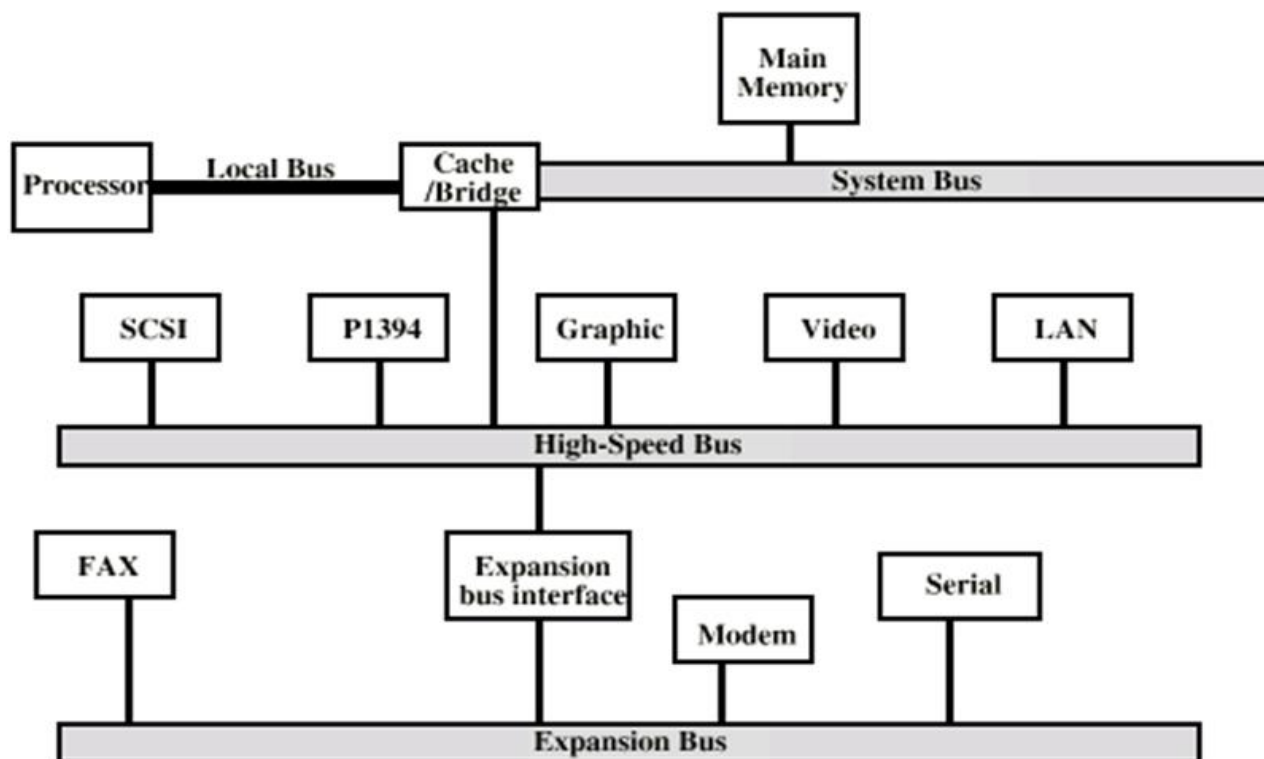 Main
Memory
Processor
Local Bus
Cache
/Bridge
System Bus
SCSI
P1394
Graphic
Video
LAN
High-Speed Bus
FAX
Expansion
bus interface
Modem
Serial
Expansion Bus